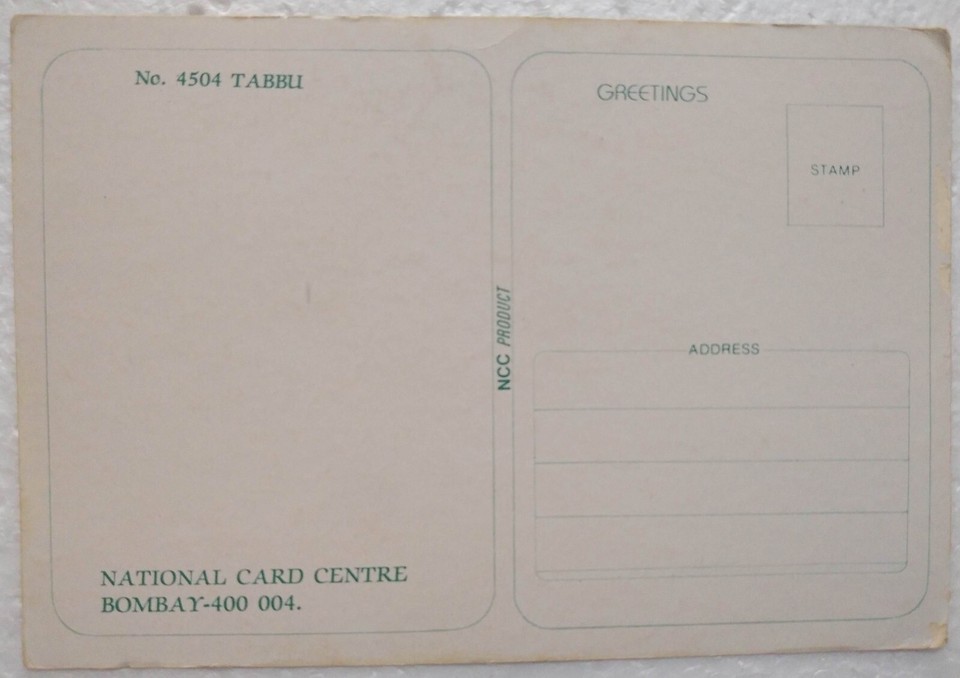 No. 4504 TABBU
NATIONAL CARD CENTRE
BOMBAY-400 004.
NCC PRODUCT
GREETINGS
STAMP
ADDRESS